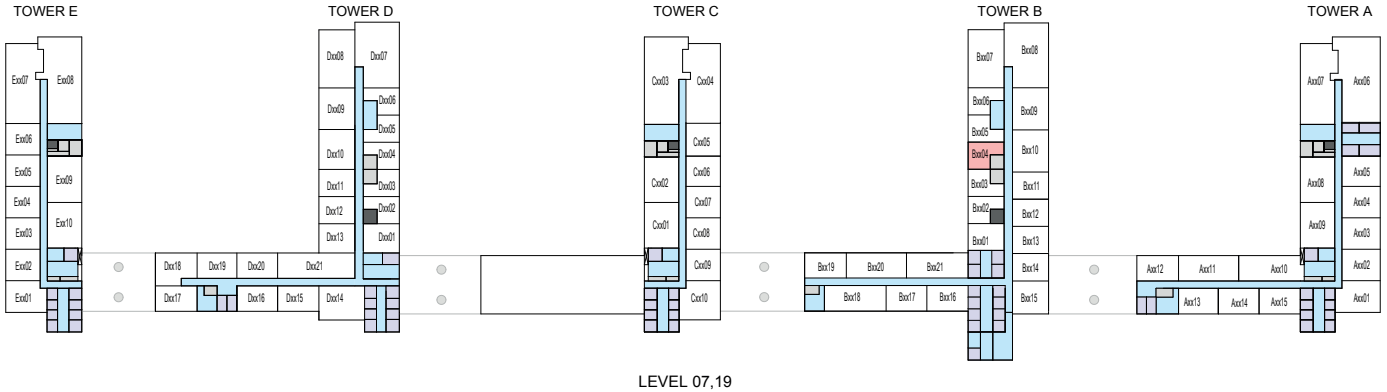 TOWER E
TOWER D
TOWER C
TOWER B
TOWER A
Exx07
Exx08
Exx06
Exx05
Exx09
Exx04
Exx03
Exx10
Exx02
Exx01
Dxx08
Dxx07
Dxx09
Dxx06
Dxx05
Dxx10
Dxx04
Dxx11
Dxx03
Dxx12
Dxx02
Dxx13
Dxx01
Dxx18
Dxx19
Dxx20
Dxx21
Dxx17
Dxx16
Dxx15
Dxx14
Cxx03
Cxx04
Cxx05
Cxx02
Cxx06
Cxx07
Cxx01
Cxx08
Cxx09
Cxx10
Bxx07
Bxx08
Bxx06
Bxx09
Bxx05
Bxx04
Bxx10
Bxx03
Bxx11
Bxx02
Bxx12
Bxx01
Bxx13
Bxx19
Bxx20
Bxx21
Bxx14
Bxx18
Bxx17
Bxx16
Bxx15
Axx07
Axx06
Axx05
Axx08
Axx04
Axx09
Axx03
Axx12
Axx11
Axx10
Axx02
Axx13
Axx14
Axx15
Axx01
LEVEL 07,19